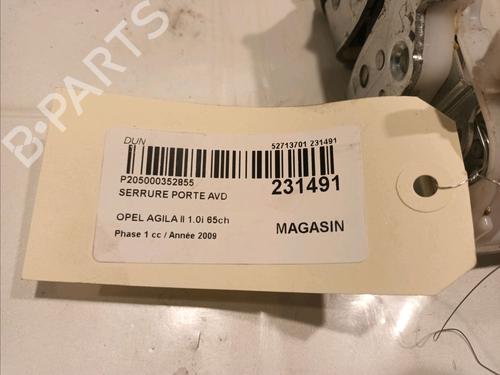 B-PARTS
DUN
52713701 231491
P205000352855
231491
SERRURE PORTE AVD
OPEL AGILA II 1.0i 65ch
MAGASIN
Phase 1 cc / Année 2009